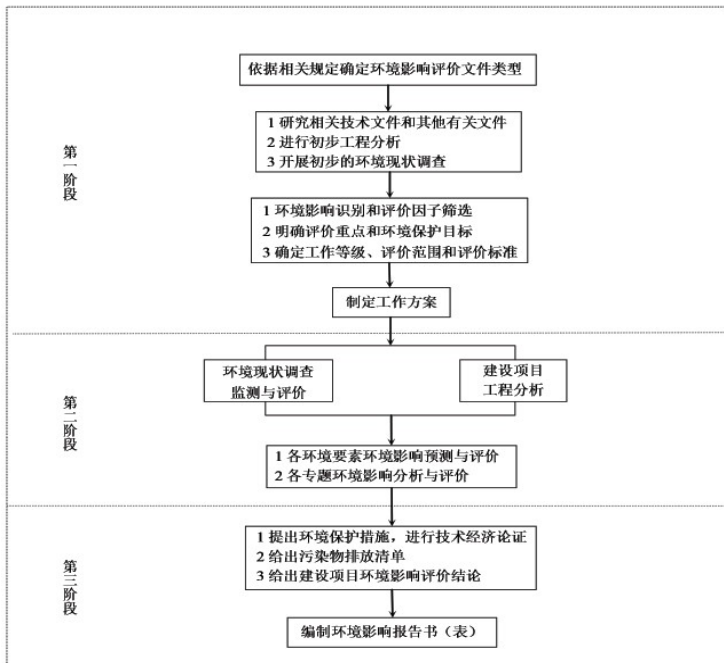 依据相关规定确定环境影响评价文件类型
1 研究相关技术文件和其他有关文件
2 进行初步工程分析
3 开展初步的环境现状调查
第一阶段
1 环境影响识别和评价因子筛选
2 明确评价重点和环境保护目标
3 确定工作等级、评价范围和评价标准
制定工作方案
环境现状调查
监测与评价
建设项目
工程分析
第二阶段
1 各环境要素环境影响预测与评价
2 各专题环境影响分析与评价
1 提出环境保护措施，进行技术经济论证
2 给出污染物排放清单
3 给出建设项目环境影响评价结论
第三阶段
编制环境影响报告书（表）